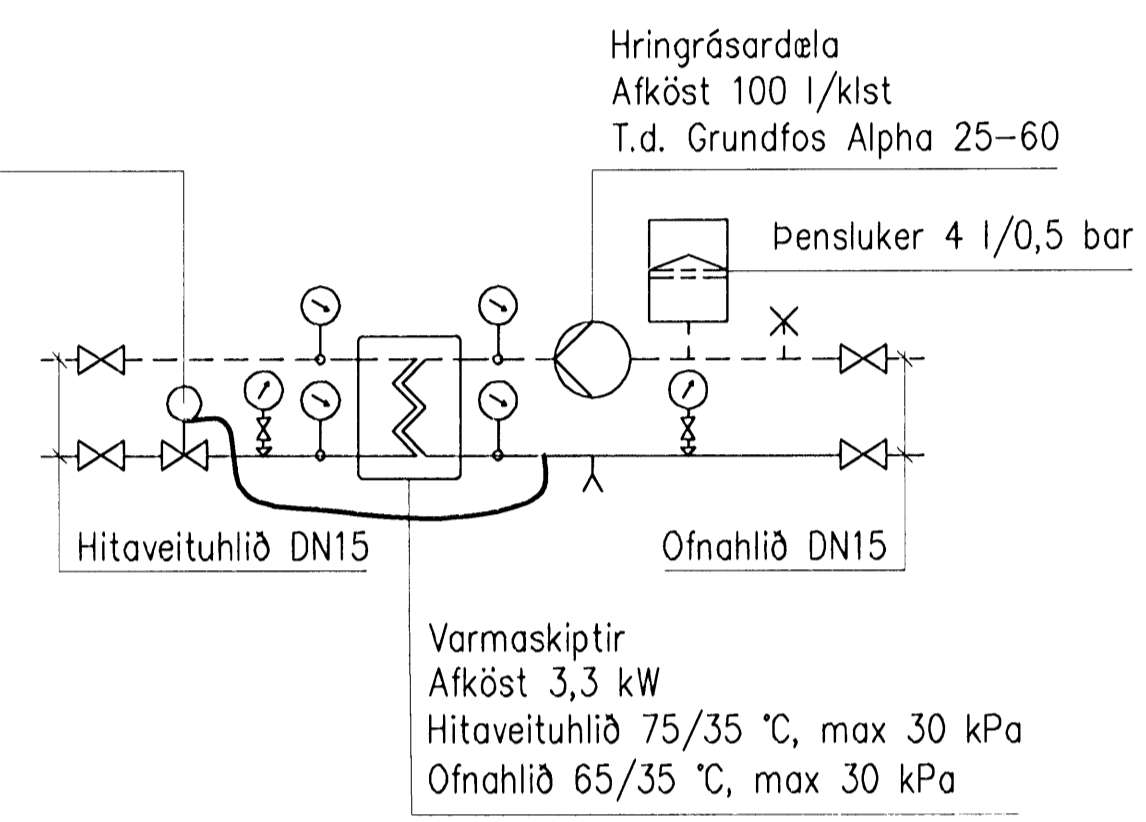 Hringrásardæla
Afköst 100 l/klst
T.d. Grundfos Alpha 25-60
Þensluker 4 l/0,5 bar
Hitaveituhlið DN15
Ofnahlið DN15
Varmaskiptir
Afköst 3,3 kW
Hitaveituhlið 75/35 °C, max 30 kPa
Ofnahlið 65/35 °C, max 30 kPa